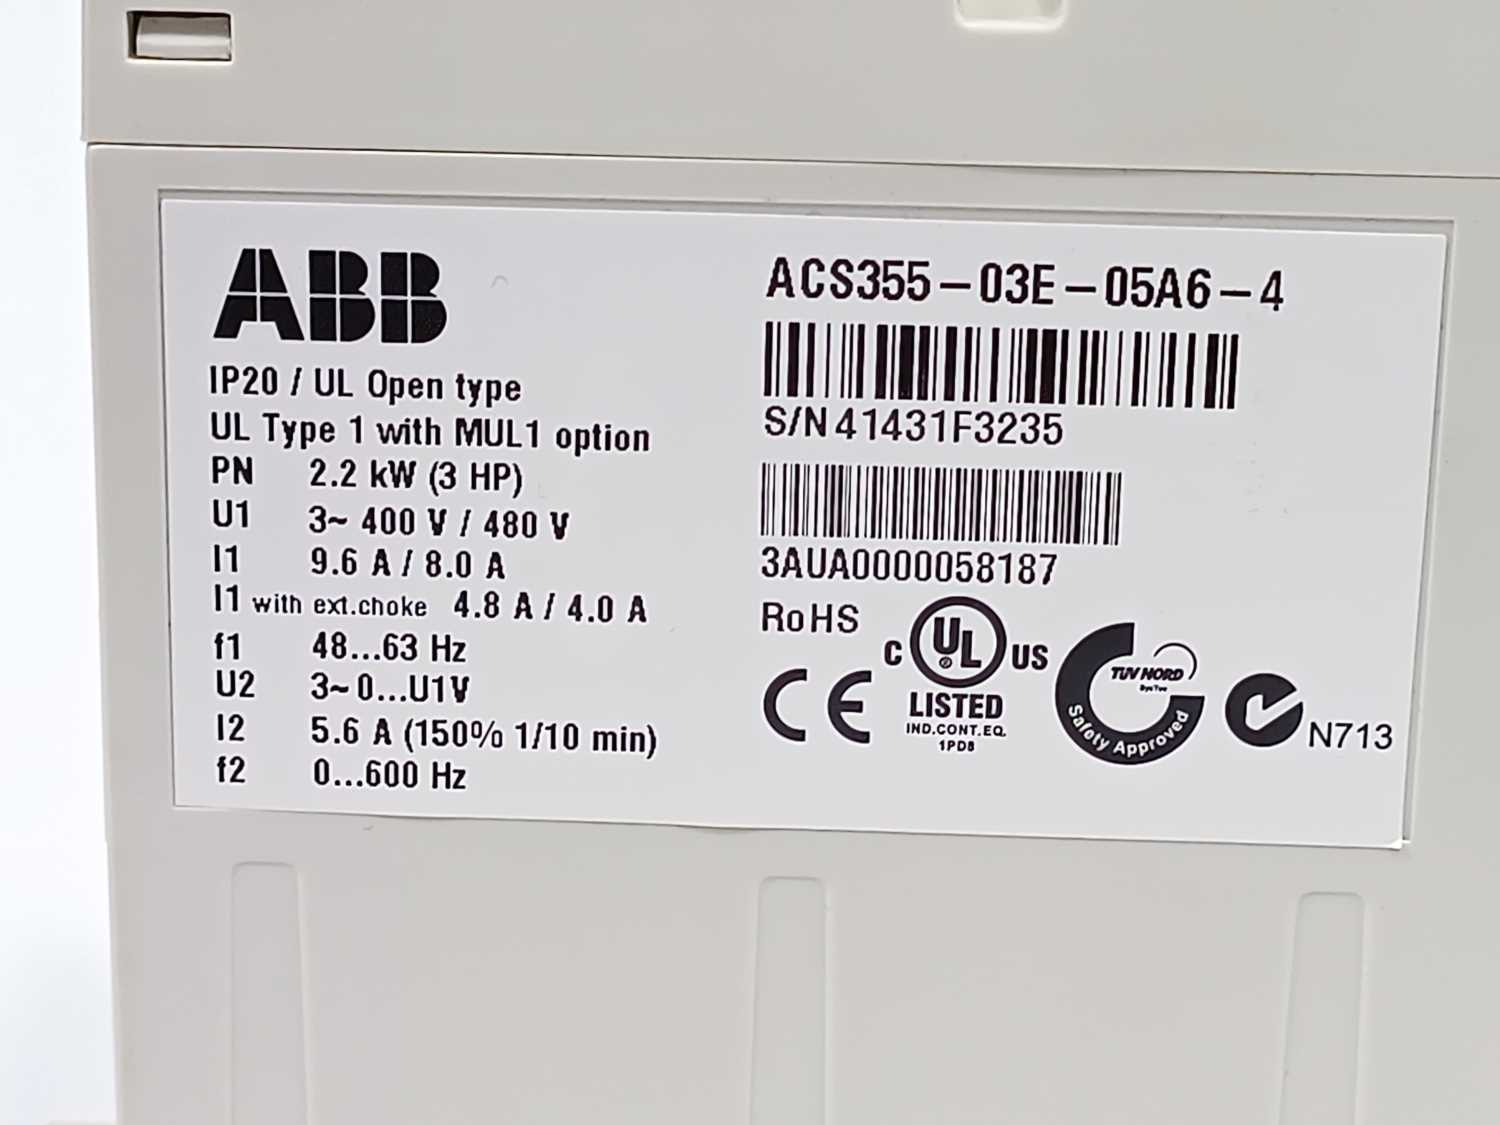 ABB
IP20 / UL Open type
UL Type 1 with MUL1 option
PN 2.2 kW (3 HP)
U1 3~ 400 V / 480 V
I1 9.6 A / 8.0 A
I1 with ext.choke 4.8 A / 4.0 A
f1 48...63 Hz
U2 3~0...U1V
I2 5.6 A (150% 1/10 min)
f2 0...600 Hz
ACS355-03E-05A6-4
S/N 41431F3235
3AUA0000058187
RoHS
CE
C UL US
LISTED
IND.CONT.EQ.
1PD8
TUV NORD
SysTec
Safety Approved
N713